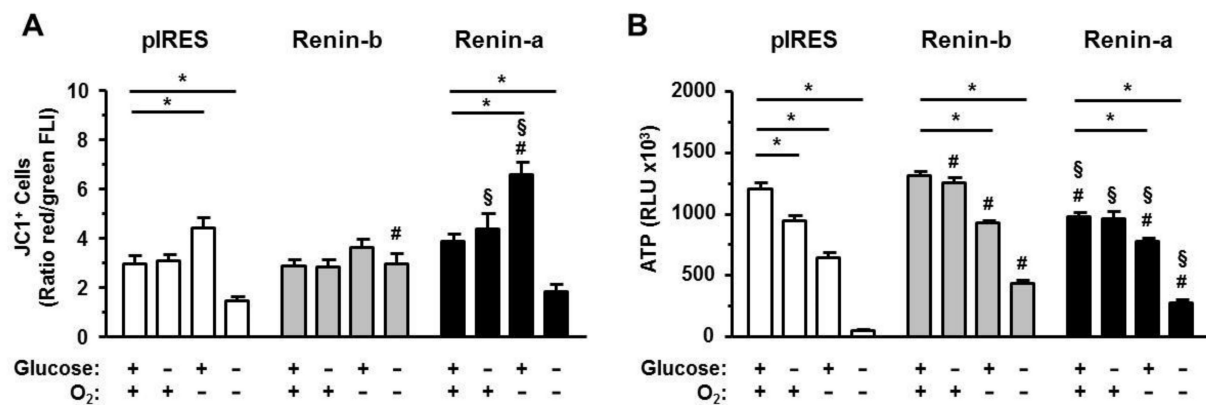 A
pIRES
Renin-b
Renin-a
JC1+ Cells
(Ratio red/green FLI)
10
8
6
4
2
0
*
*
#
§
§
#
*
*
Glucose: + − + − + − + − + − + −
O2: + + − − + + − − + + − −
B
pIRES
Renin-b
Renin-a
ATP (RLU x10³)
2000
1500
1000
500
0
*
*
*
*
*
#
#
#
*
*
§
#
§
§
#
§
#
Glucose: + − + − + − + − + − + −
O2: + + − − + + − − + + − −